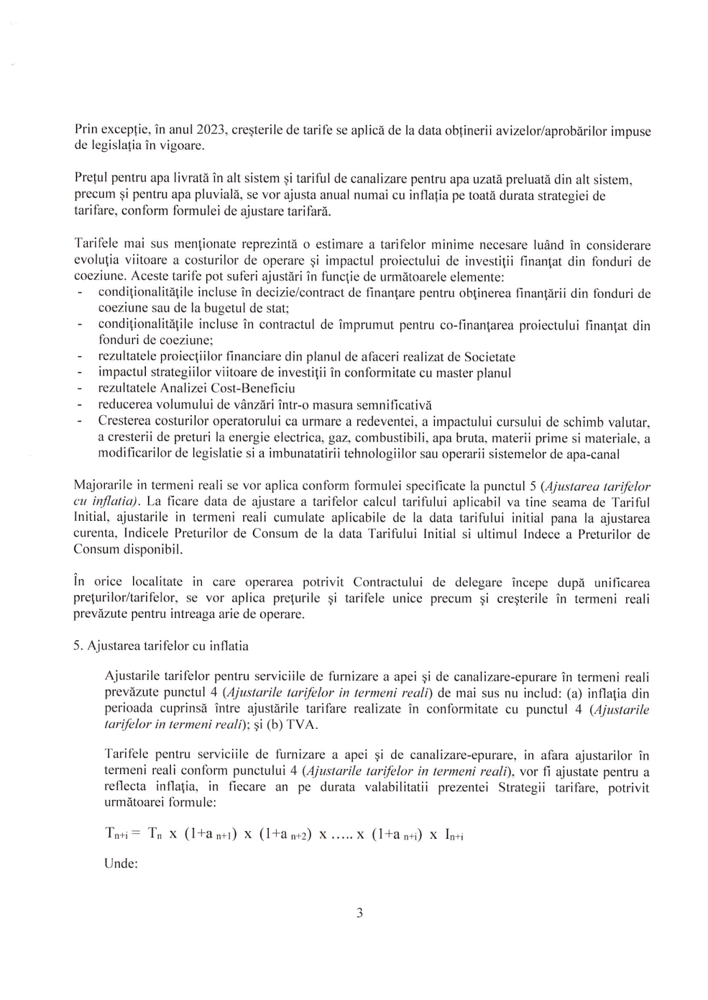 Prin excepție, în anul 2023, creșterile de tarife se aplică de la data obținerii avizelor/aprobărilor impuse
de legislația în vigoare.
Prețul pentru apa livrată în alt sistem și tariful de canalizare pentru apa uzată preluată din alt sistem,
precum și pentru apa pluvială, se vor ajusta anual numai cu inflația pe toată durata strategiei de
tarifare, conform formulei de ajustare tarifară.
Tarifele mai sus menționate reprezintă o estimare a tarifelor minime necesare luând în considerare
evoluția viitoare a costurilor de operare și impactul proiectului de investiții finanțat din fonduri de
coeziune. Aceste tarife pot suferi ajustări în funcție de următoarele elemente:
- condiționalitățile incluse în decizie/contract de finanțare pentru obținerea finanțării din fonduri de
coeziune sau de la bugetul de stat;
- condiționalitățile incluse în contractul de împrumut pentru co-finanțarea proiectului finanțat din
fonduri de coeziune;
- rezultatele proiecțiilor financiare din planul de afaceri realizat de Societate
- impactul strategiilor viitoare de investiții în conformitate cu master planul
- rezultatele Analizei Cost-Beneficiu
- reducerea volumului de vânzări într-o masura semnificativă
- Cresterea costurilor operatorului ca urmare a redeventei, a impactului cursului de schimb valutar,
a cresterii de preturi la energie electrica, gaz, combustibili, apa bruta, materii prime si materiale, a
modificarilor de legislatie si a imbunatatirii tehnologiilor sau operarii sistemelor de apa-canal
Majorarile in termeni reali se vor aplica conform formulei specificate la punctul 5 (Ajustarea tarifelor
cu inflatia). La ficare data de ajustare a tarifelor calcul tarifului aplicabil va tine seama de Tariful
Initial, ajustarile in termeni reali cumulate aplicabile de la data tarifului initial pana la ajustarea
curenta, Indicele Preturilor de Consum de la data Tarifului Initial si ultimul Indece a Preturilor de
Consum disponibil.
În orice localitate in care operarea potrivit Contractului de delegare începe după unificarea
prețurilor/tarifelor, se vor aplica prețurile și tarifele unice precum și creșterile în termeni reali
prevăzute pentru intreaga arie de operare.
5. Ajustarea tarifelor cu inflatia
Ajustarile tarifelor pentru serviciile de furnizare a apei și de canalizare-epurare în termeni reali
prevăzute punctul 4 (Ajustarile tarifelor in termeni reali) de mai sus nu includ: (a) inflația din
perioada cuprinsă între ajustările tarifare realizate în conformitate cu punctul 4 (Ajustarile
tarifelor in termeni reali); și (b) TVA.
Tarifele pentru serviciile de furnizare a apei și de canalizare-epurare, in afara ajustarilor în
termeni reali conform punctului 4 (Ajustarile tarifelor in termeni reali), vor fi ajustate pentru a
reflecta inflația, in fiecare an pe durata valabilitatii prezentei Strategii tarifare, potrivit
următoarei formule:
Tn+i = Tn x (1+a n+1) x (1+a n+2) x ..... x (1+a n+i) x In+i
Unde:
3